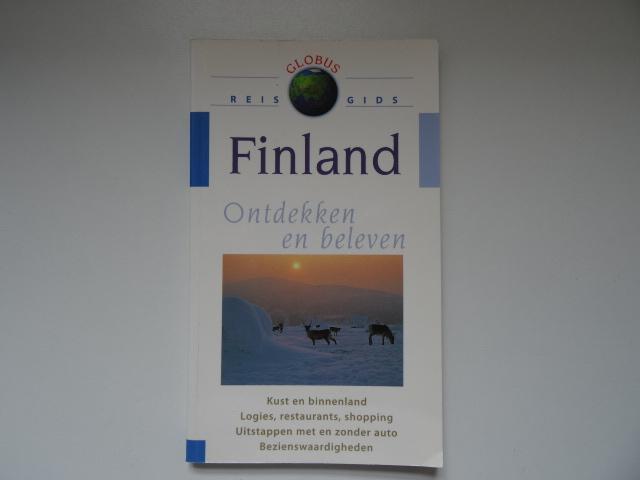 GLOBUS
REIS GIDS
Finland
Ontdekken
en beleven
Kust en binnenland
Logies, restaurants, shopping
Uitstappen met en zonder auto
Bezienswaardigheden